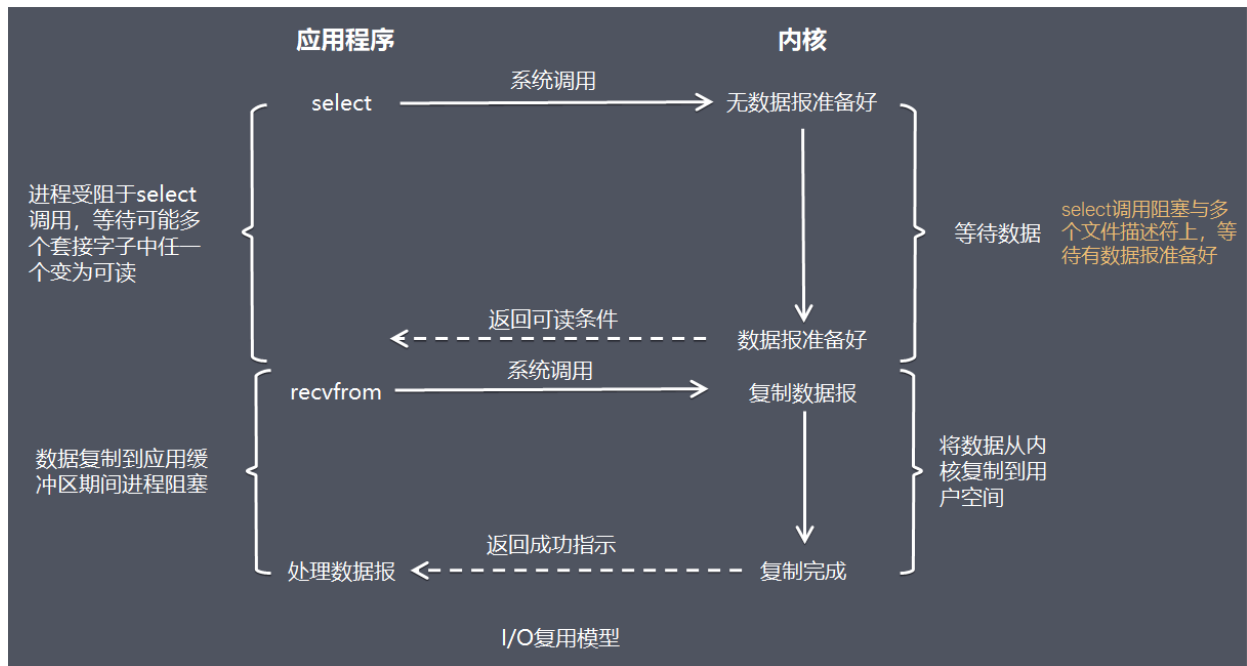 应用程序
内核
系统调用
select
无数据报准备好
进程受阻于select
调用，等待可能多
个套接字子中任一
个变为可读
等待数据
select调用阻塞与多
个文件描述符上，等
待有数据报准备好
返回可读条件
数据报准备好
系统调用
recvfrom
复制数据报
数据复制到应用缓
冲区期间进程阻塞
将数据从内
核复制到用
户空间
返回成功指示
处理数据报
复制完成
I/O复用模型